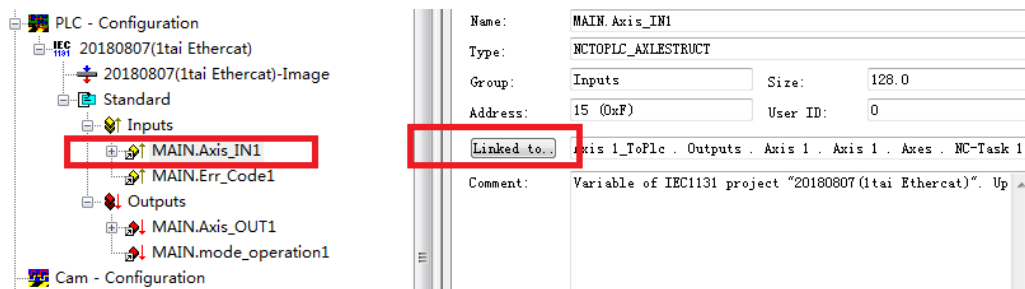 PLC - Configuration
IEC 1131 20180807(1tai Ethercat)
20180807(1tai Ethercat)-Image
Standard
Inputs
MAIN.Axis_IN1
MAIN.Err_Code1
Outputs
MAIN.Axis_OUT1
MAIN.mode_operation1
Cam - Configuration
Name: MAIN.Axis_IN1
Type: NCTOPLC_AXLESTRUCT
Group: Inputs Size: 128.0
Address: 15 (0xF) User ID: 0
Linked to.. Axis 1_ToPlc . Outputs . Axis 1 . Axis 1 . Axes . NC-Task 1
Comment: Variable of IEC1131 project "20180807(1tai Ethercat)". Up